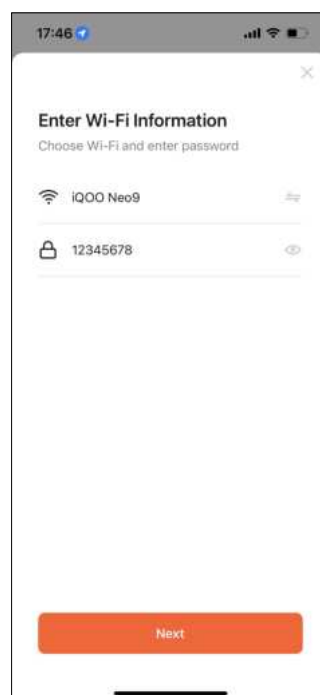 17:46
Enter Wi-Fi Information
Choose Wi-Fi and enter password
iQOO Neo9
12345678
Next